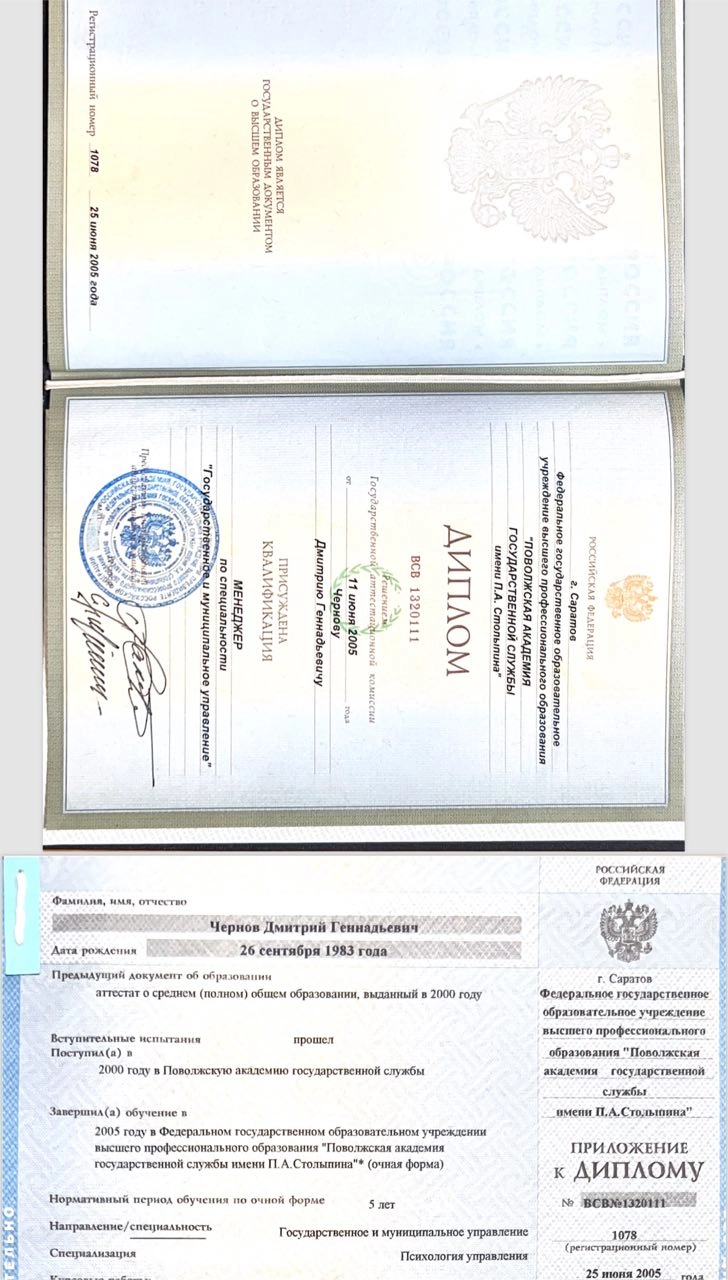 ДИПЛОМ ЯВЛЯЕТСЯ
ГОСУДАРСТВЕННЫМ ДОКУМЕНТОМ
О ВЫСШЕМ ОБРАЗОВАНИИ
Регистрационный номер 1078 25 июня 2005 года
РОССИЙСКАЯ ФЕДЕРАЦИЯ
г. Саратов
Федеральное государственное образовательное
учреждение высшего профессионального образования
"ПОВОЛЖСКАЯ АКАДЕМИЯ
ГОСУДАРСТВЕННОЙ СЛУЖБЫ
имени П.А. Столыпина"
ДИПЛОМ
ВСВ 1320111
Решением
Государственной аттестационной комиссии
от 11 июня 2005 года
Чернову
Дмитрию Геннадьевичу
ПРИСУЖДЕНА
КВАЛИФИКАЦИЯ
МЕНЕДЖЕР
по специальности
"Государственное и муниципальное управление"
Фамилия, имя, отчество
Чернов Дмитрий Геннадьевич
Дата рождения 26 сентября 1983 года
Предыдущий документ об образовании
аттестат о среднем (полном) общем образовании, выданный в 2000 году
Вступительные испытания прошел
Поступил(а) в
2000 году в Поволжскую академию государственной службы
Завершил(а) обучение в
2005 году в Федеральном государственном образовательном учреждении
высшего профессионального образования "Поволжская академия
государственной службы имени П.А.Столыпина"* (очная форма)
Нормативный период обучения по очной форме 5 лет
Направление/специальность Государственное и муниципальное управление
Специализация Психология управления
РОССИЙСКАЯ
ФЕДЕРАЦИЯ
г. Саратов
Федеральное государственное
образовательное учреждение
высшего профессионального
образования "Поволжская
академия государственной
службы
имени П.А.Столыпина"
ПРИЛОЖЕНИЕ
к ДИПЛОМУ
№ ВСВ№1320111
1078
(регистрационный номер)
25 июня 2005 года